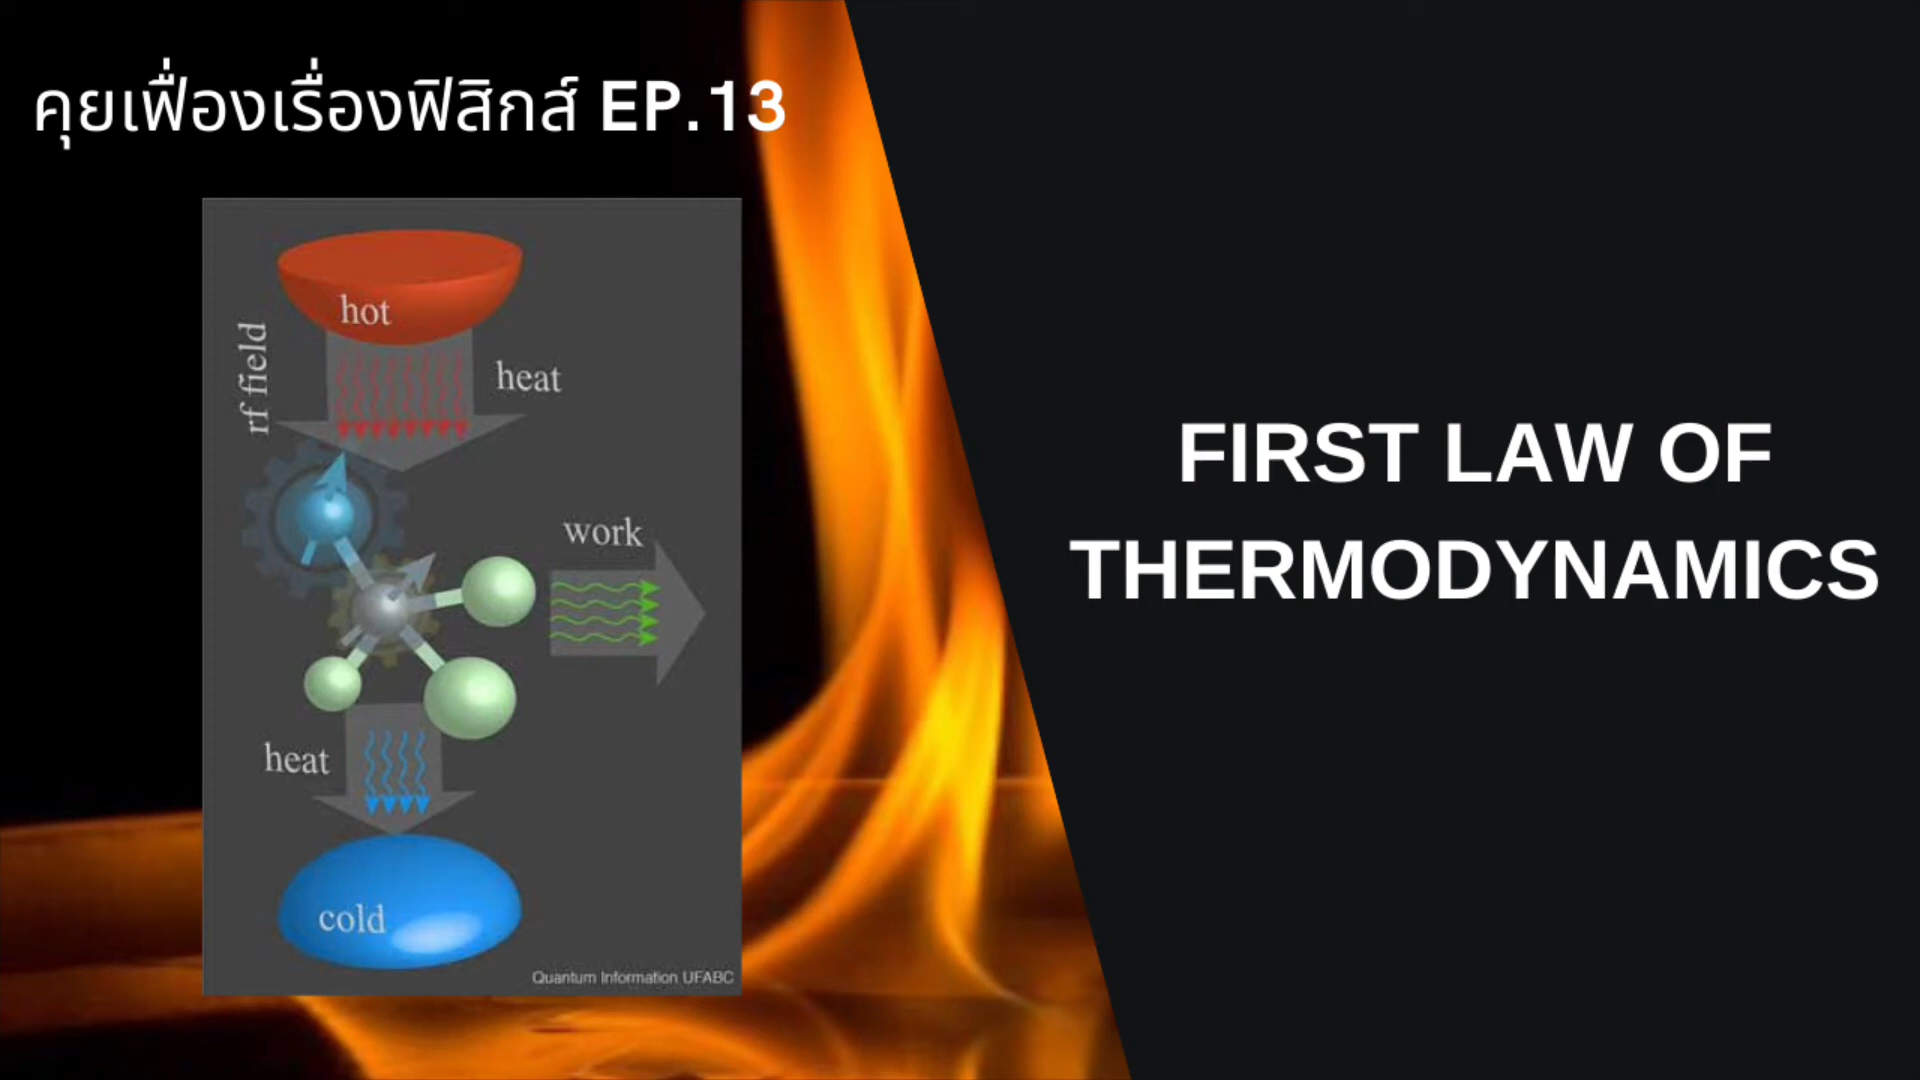 คุยเฟื่องเรื่องฟิสิกส์ EP.13
hot
rf field
heat
work
heat
cold
Quantum Information UFABC
FIRST LAW OF
THERMODYNAMICS